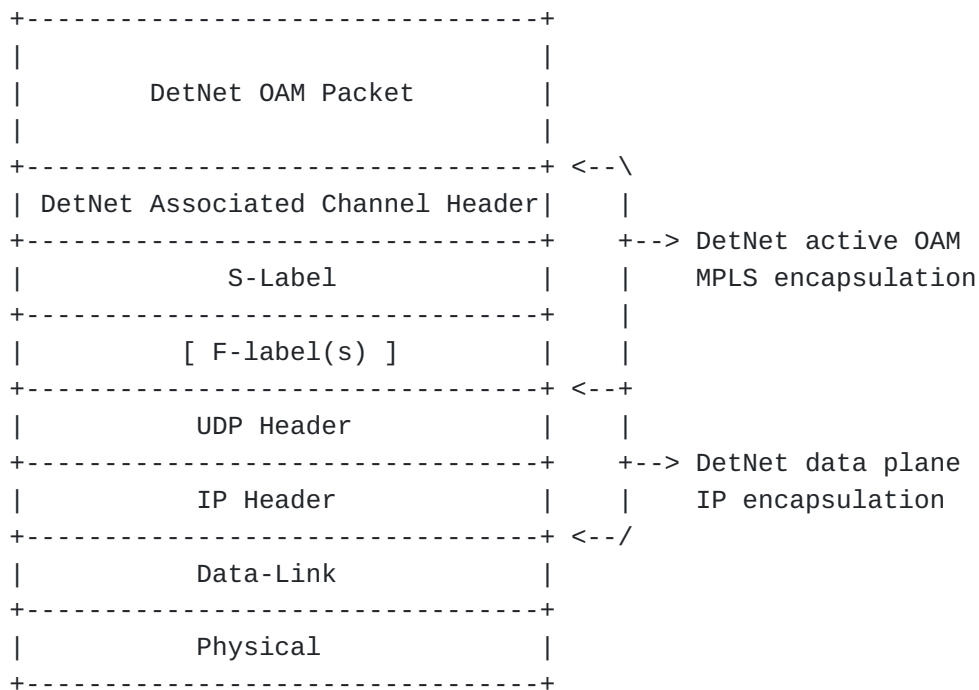 DetNet OAM Packet
<--\
DetNet Associated Channel Header
+--> DetNet active OAM
S-Label MPLS encapsulation
[ F-label(s) ]
<--+
UDP Header
+--> DetNet data plane
IP Header IP encapsulation
<--/
Data-Link
Physical